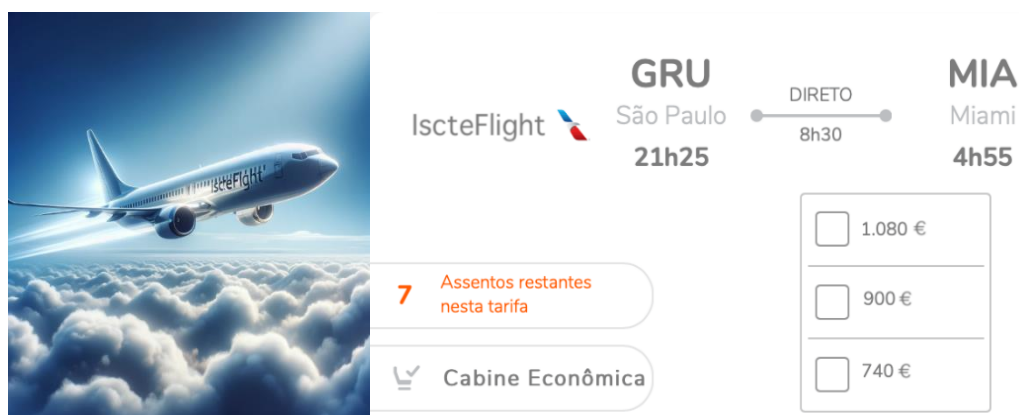 IscteFlight
IscteFlight
GRU
São Paulo
21h25
DIRETO
8h30
MIA
Miami
4h55
7
Assentos restantes
nesta tarifa
Cabine Econômica
1.080 €
900 €
740 €